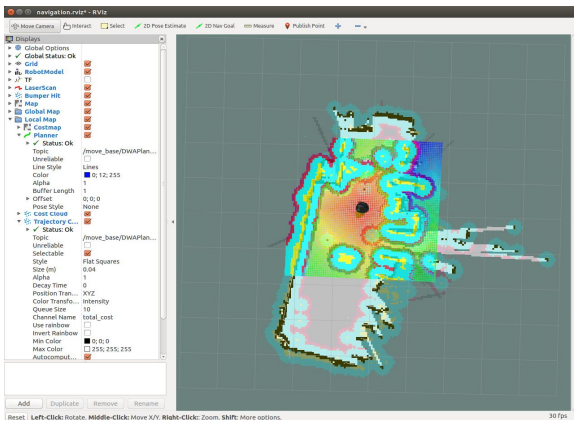 navigation.rviz* - RViz
Move Camera Interact Select 2D Pose Estimate 2D Nav Goal Measure Publish Point
Displays
Global Options
Global Status: Ok
Grid
RobotModel
TF
LaserScan
Bumper Hit
Map
Global Map
Local Map
Costmap
Planner
Status: Ok
Topic /move_base/DWAPlan...
Unreliable
Line Style Lines
Color 0; 12; 255
Alpha 1
Buffer Length 1
Offset 0; 0; 0
Pose Style None
Cost Cloud
Trajectory C...
Status: Ok
Topic /move_base/DWAPlan...
Unreliable
Selectable
Style Flat Squares
Size (m) 0.04
Alpha 1
Decay Time 0
Position Tran... XYZ
Color Transfo... Intensity
Queue Size 10
Channel Name total_cost
Use rainbow
Invert Rainbow
Min Color 0; 0; 0
Max Color 255; 255; 255
Autocomput...
Add Duplicate Remove Rename
Reset Left-Click: Rotate. Middle-Click: Move X/Y. Right-Click:: Zoom. Shift: More options. 30 fps